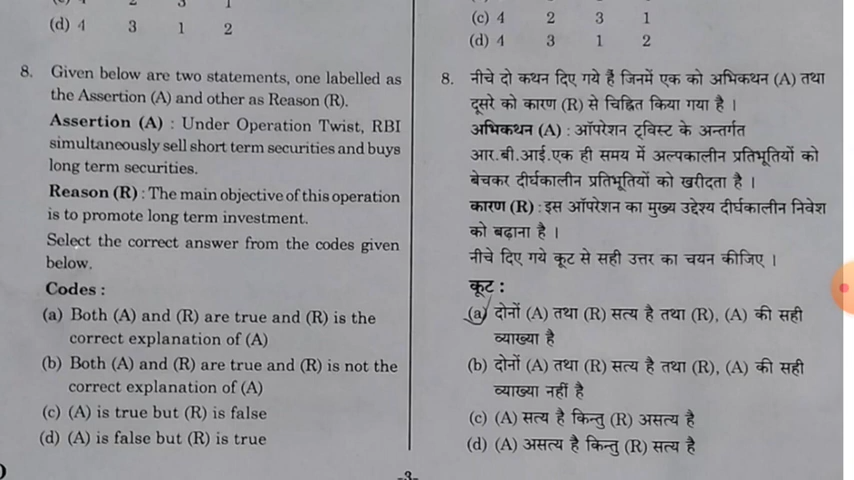 (d) 4 3 1 2
8. Given below are two statements, one labelled as
the Assertion (A) and other as Reason (R).
Assertion (A) : Under Operation Twist, RBI
simultaneously sell short term securities and buys
long term securities.
Reason (R) : The main objective of this operation
is to promote long term investment.
Select the correct answer from the codes given
below.
Codes :
(a) Both (A) and (R) are true and (R) is the
correct explanation of (A)
(b) Both (A) and (R) are true and (R) is not the
correct explanation of (A)
(c) (A) is true but (R) is false
(d) (A) is false but (R) is true
(c) 4 2 3 1
(d) 4 3 1 2
8. नीचे दो कथन दिए गये हैं जिनमें एक को अभिकथन (A) तथा
दूसरे को कारण (R) से चिह्नित किया गया है ।
अभिकथन (A) : ऑपरेशन ट्विस्ट के अन्तर्गत
आर.बी.आई.एक ही समय में अल्पकालीन प्रतिभूतियों को
बेचकर दीर्घकालीन प्रतिभूतियों को खरीदता है ।
कारण (R) : इस ऑपरेशन का मुख्य उद्देश्य दीर्घकालीन निवेश
को बढ़ाना है ।
नीचे दिए गये कूट से सही उत्तर का चयन कीजिए ।
कूट :
(a) दोनों (A) तथा (R) सत्य है तथा (R), (A) की सही
व्याख्या है
(b) दोनों (A) तथा (R) सत्य है तथा (R), (A) की सही
व्याख्या नहीं है
(c) (A) सत्य है किन्तु (R) असत्य है
(d) (A) असत्य है किन्तु (R) सत्य है
-3-